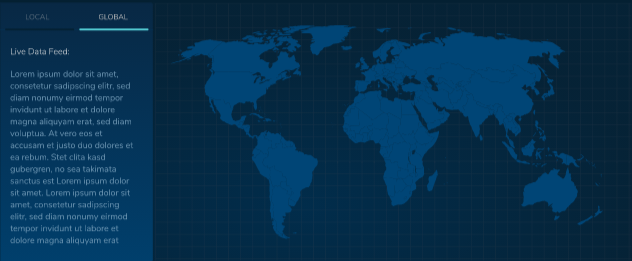 LOCAL GLOBAL
Live Data Feed:
Lorem ipsum dolor sit amet,
consetetur sadipscing elitr, sed
diam nonumy eirmod tempor
invidunt ut labore et dolore
magna aliquyam erat, sed diam
voluptua. At vero eos et
accusam et justo duo dolores et
ea rebum. Stet clita kasd
gubergren, no sea takimata
sanctus est Lorem ipsum dolor
sit amet. Lorem ipsum dolor sit
amet, consetetur sadipscing
elitr, sed diam nonumy eirmod
tempor invidunt ut labore et
dolore magna aliquyam erat